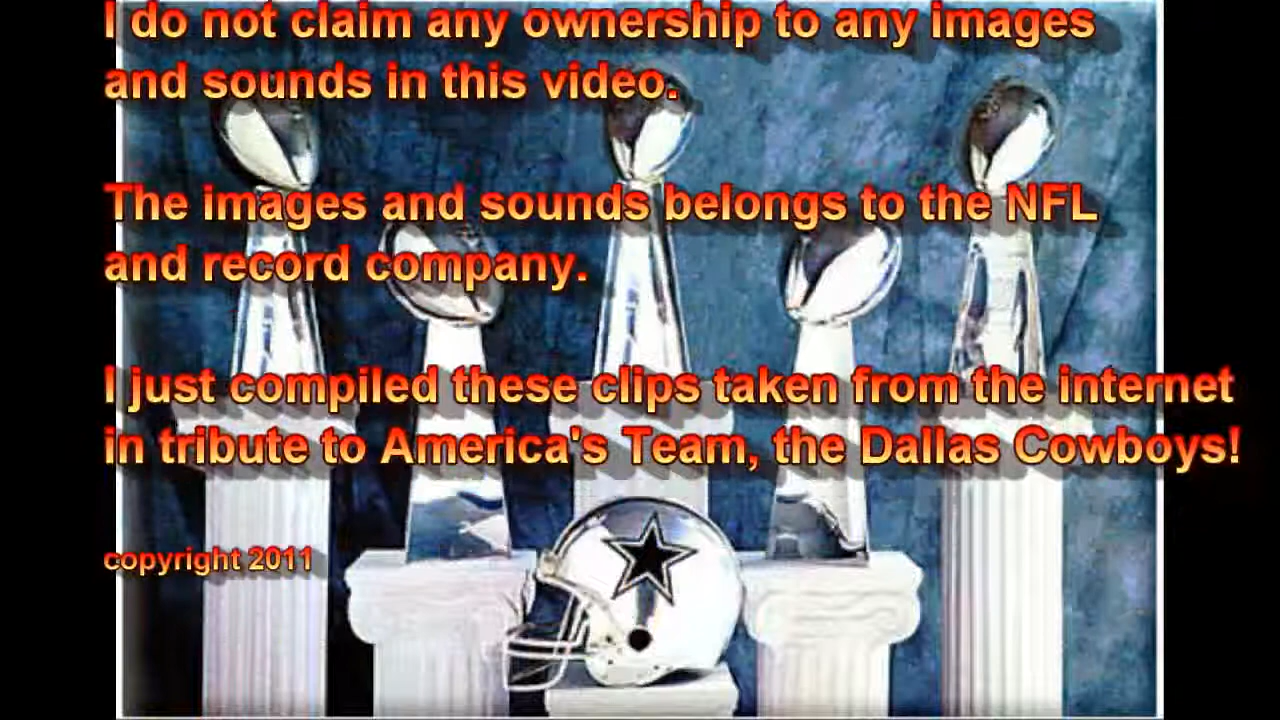 I do not claim any ownership to any images
and sounds in this video.
The images and sounds belongs to the NFL
and record company.
I just compiled these clips taken from the internet
in tribute to America's Team, the Dallas Cowboys!
copyright 2011